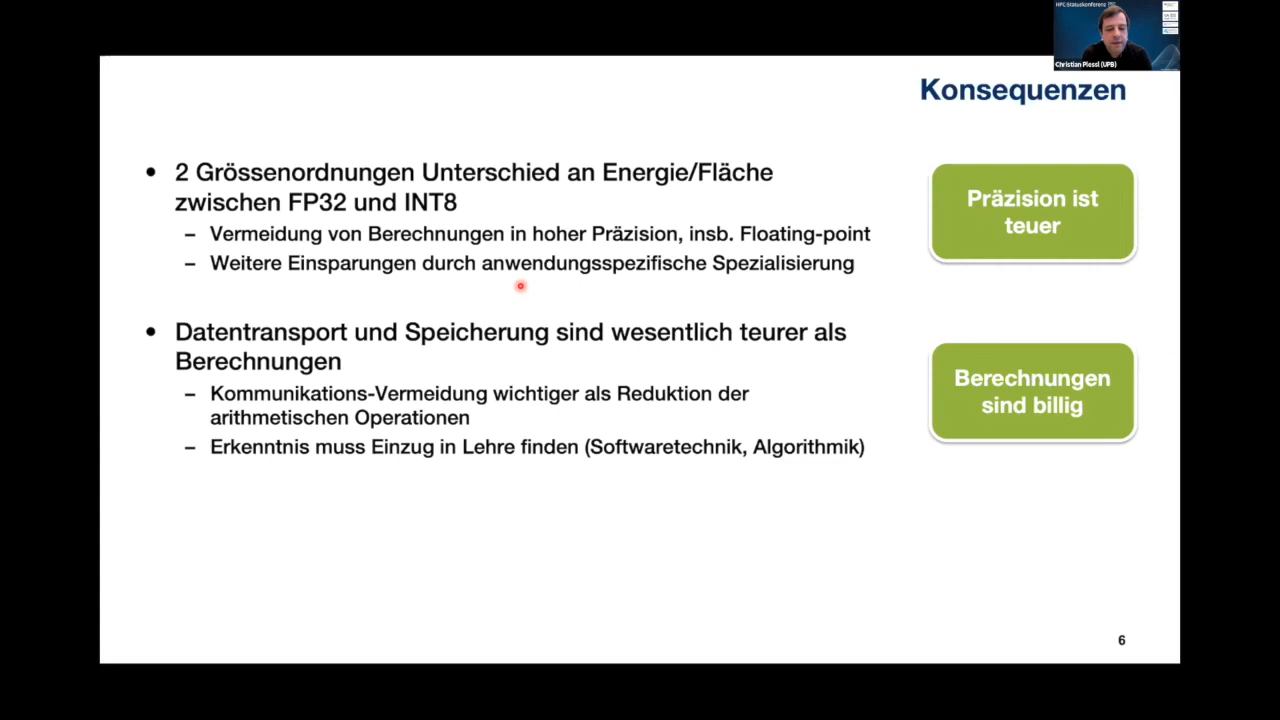 HPC-Statuskonferenz
Christian Plessl (UPB)
Konsequenzen
• 2 Grössenordnungen Unterschied an Energie/Fläche
zwischen FP32 und INT8
– Vermeidung von Berechnungen in hoher Präzision, insb. Floating-point
– Weitere Einsparungen durch anwendungsspezifische Spezialisierung
Präzision ist
teuer
• Datentransport und Speicherung sind wesentlich teurer als
Berechnungen
– Kommunikations-Vermeidung wichtiger als Reduktion der
arithmetischen Operationen
– Erkenntnis muss Einzug in Lehre finden (Softwaretechnik, Algorithmik)
Berechnungen
sind billig
6